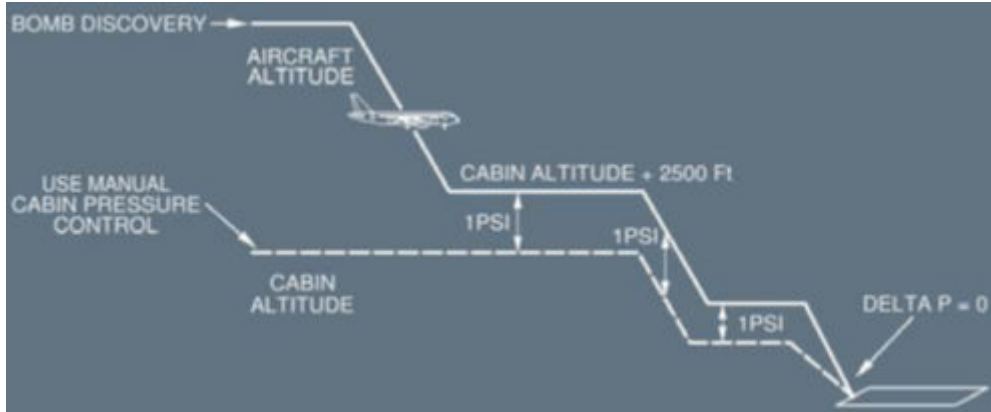 BOMB DISCOVERY
AIRCRAFT
ALTITUDE
CABIN ALTITUDE + 2500 Ft
USE MANUAL
CABIN PRESSURE
CONTROL
1PSI
1PSI
CABIN
ALTITUDE
1PSI
DELTA P = 0